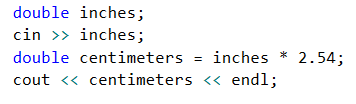 double inches;
cin >> inches;
double centimeters = inches * 2.54;
cout << centimeters << endl;